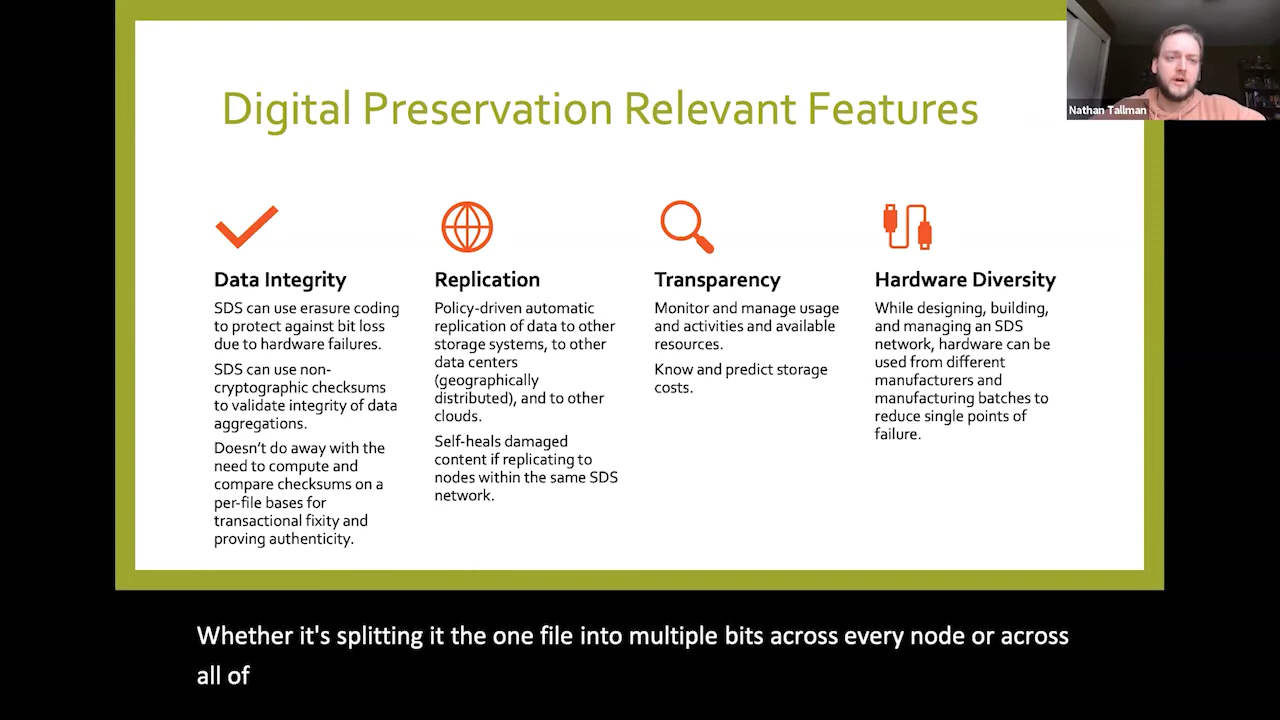 Digital Preservation Relevant Features
Nathan Tallman
Data Integrity
SDS can use erasure coding
to protect against bit loss
due to hardware failures.
SDS can use non-
cryptographic checksums
to validate integrity of data
aggregations.
Doesn’t do away with the
need to compute and
compare checksums on a
per-file bases for
transactional fixity and
proving authenticity.
Replication
Policy-driven automatic
replication of data to other
storage systems, to other
data centers
(geographically
distributed), and to other
clouds.
Self-heals damaged
content if replicating to
nodes within the same SDS
network.
Transparency
Monitor and manage usage
and activities and available
resources.
Know and predict storage
costs.
Hardware Diversity
While designing, building,
and managing an SDS
network, hardware can be
used from different
manufacturers and
manufacturing batches to
reduce single points of
failure.
Whether it's splitting it the one file into multiple bits across every node or across
all of